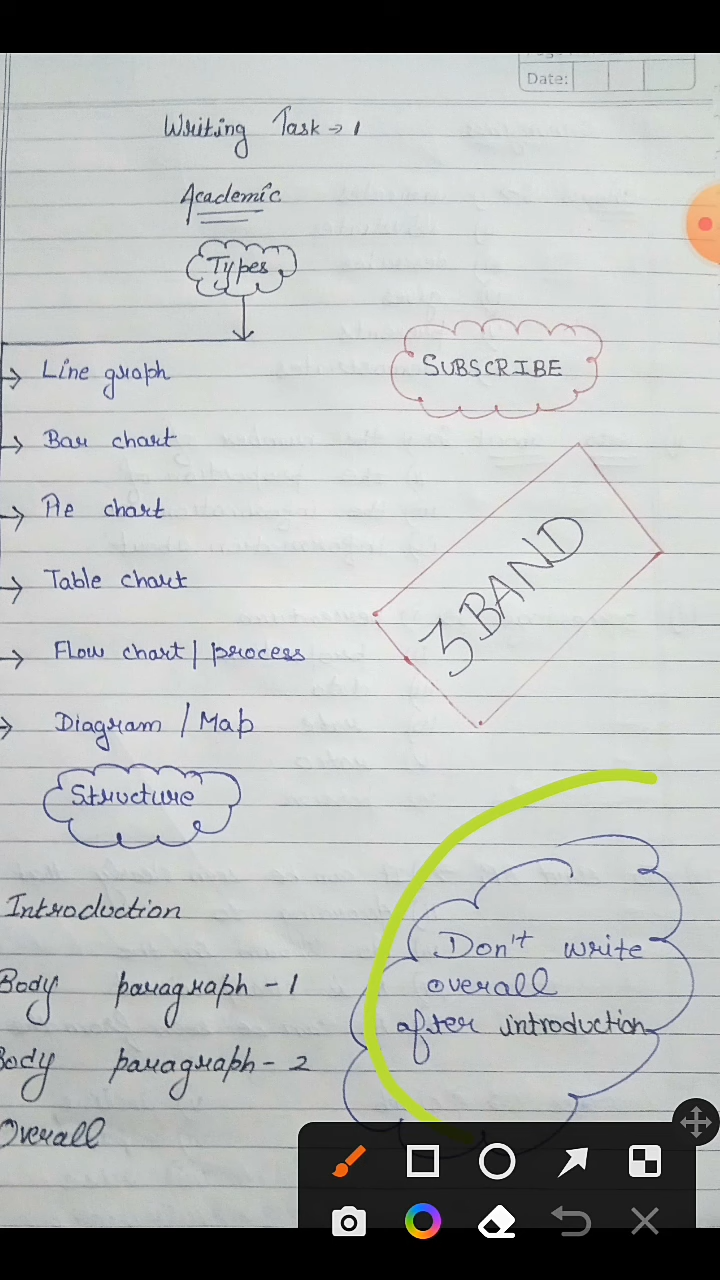 Date:
Writing Task → 1
Academic
Types
SUBSCRIBE
→ Line graph
→ Bar chart
→ Pie chart
→ Table chart
→ Flow chart / process
→ Diagram / Map
3 BAND
Structure
Introduction
Body paragraph - 1
Body paragraph - 2
Overall
Don't write
overall
after introduction